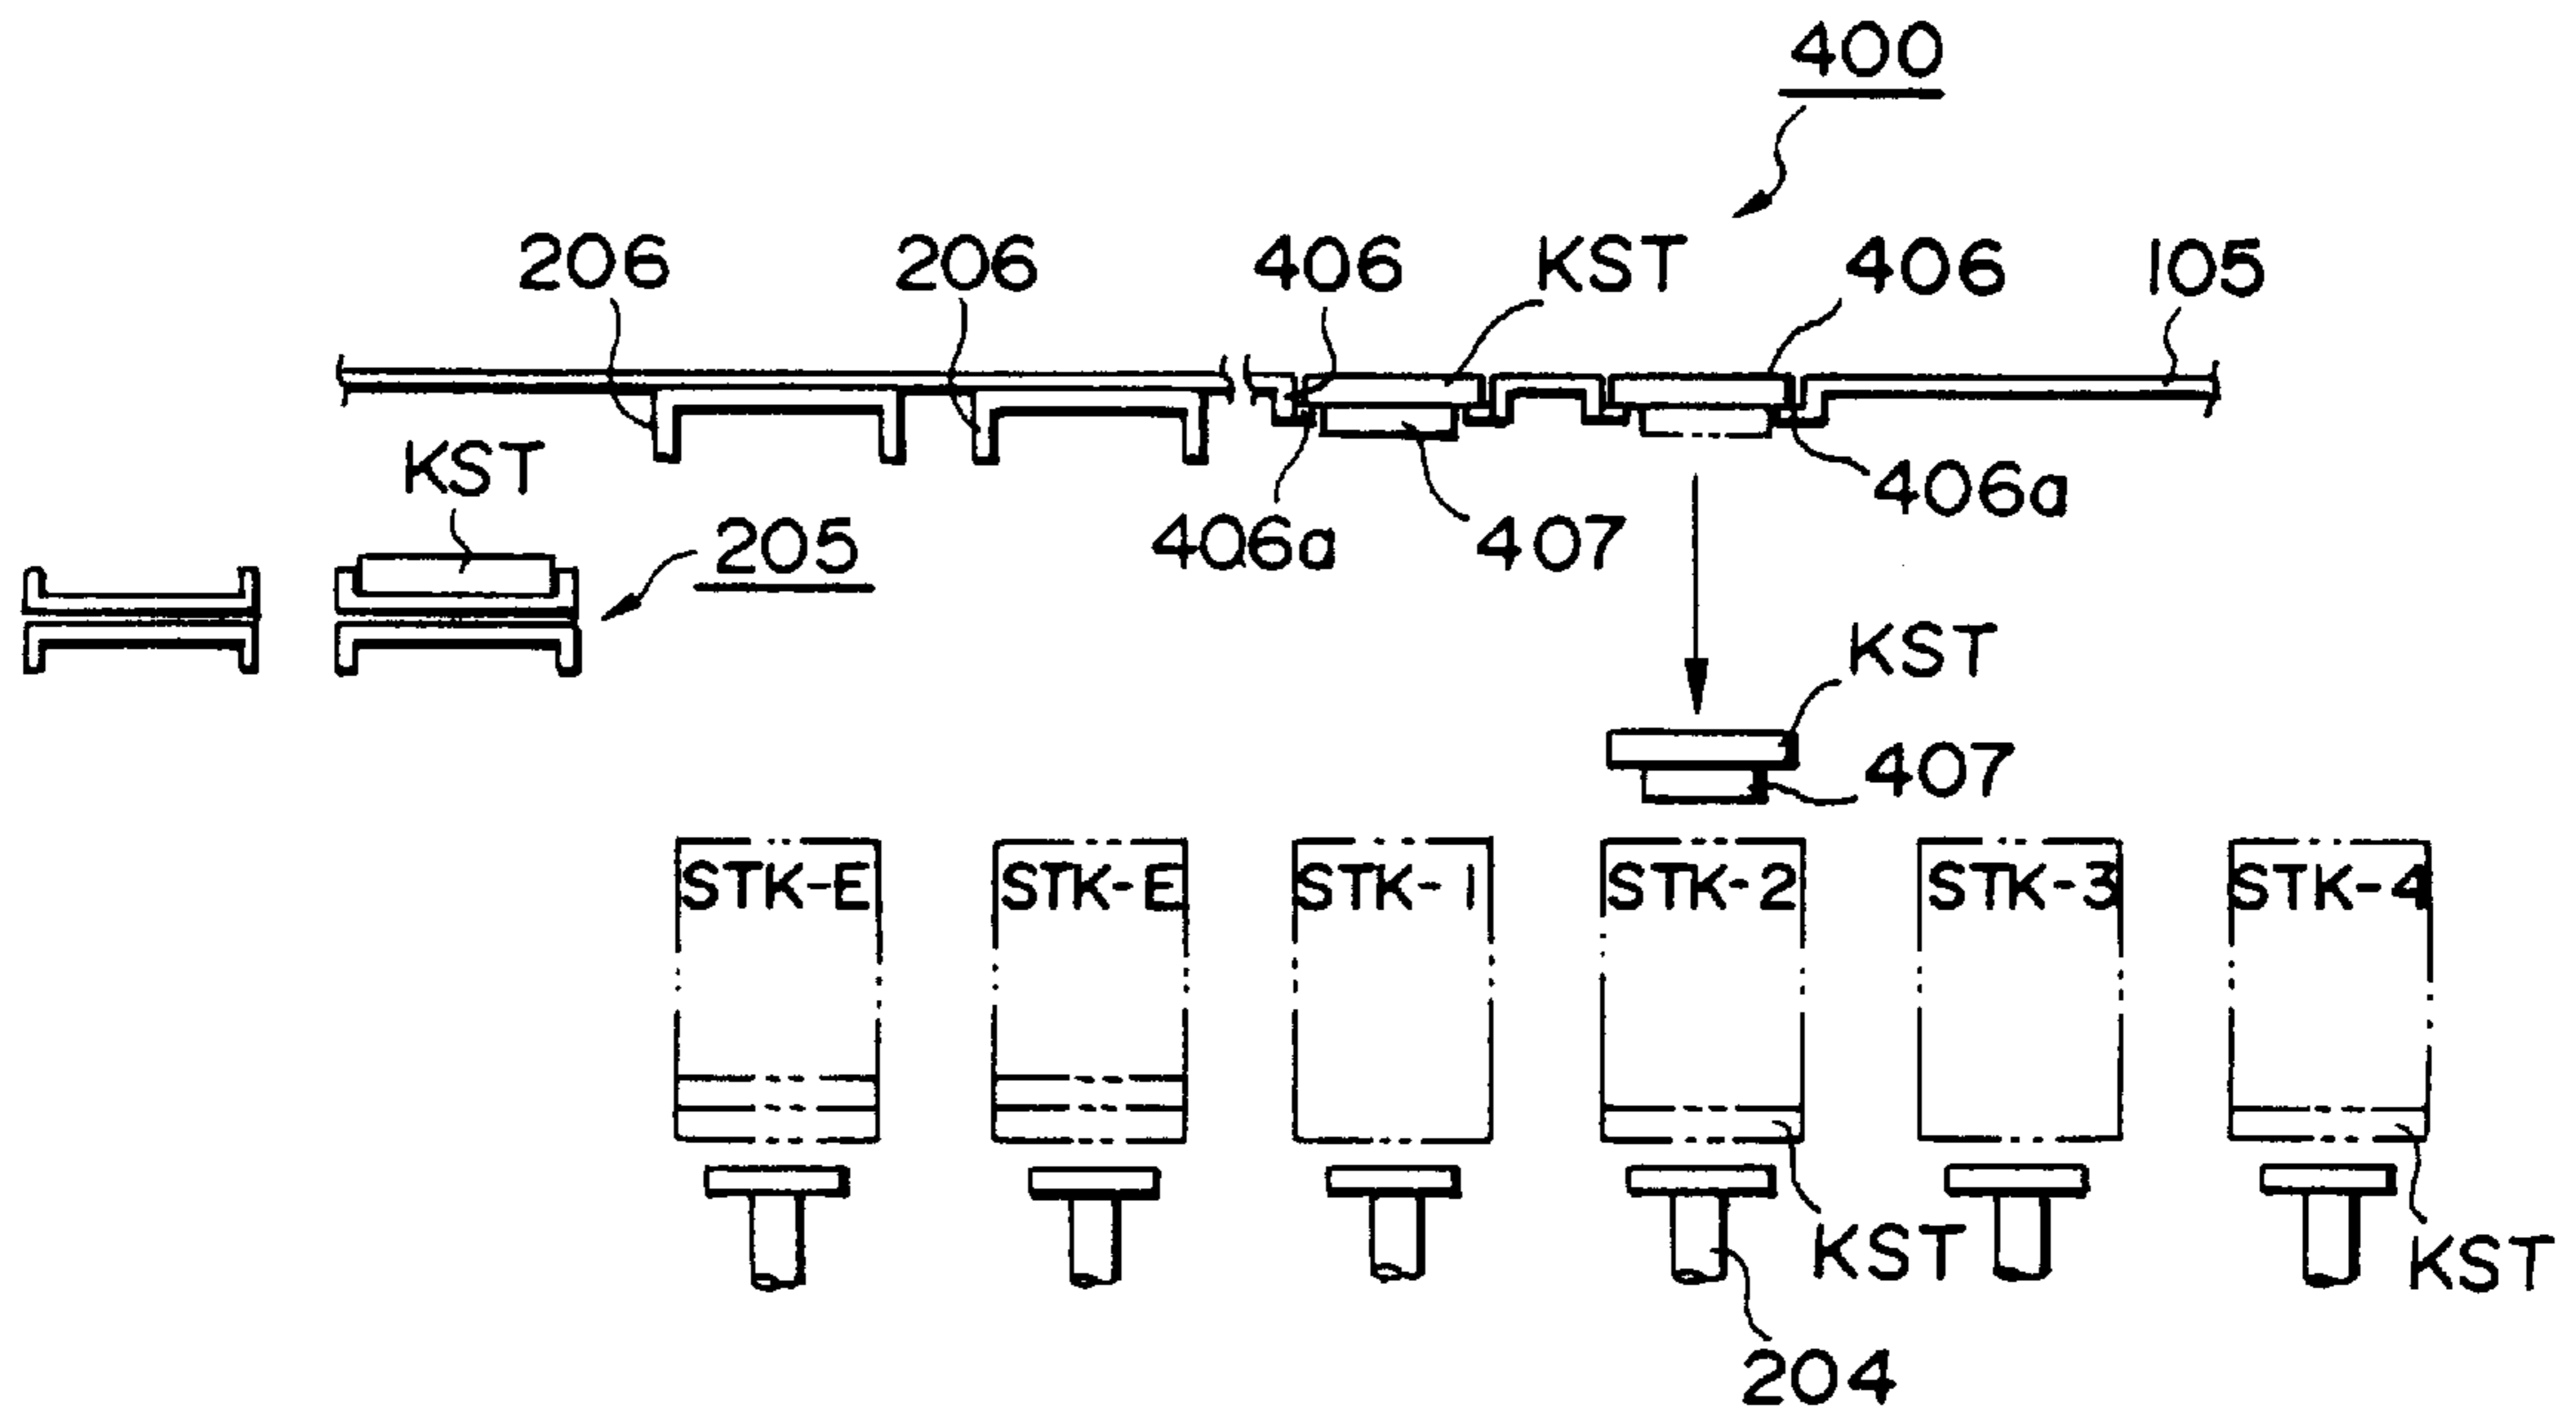 400
206 206 406 KST 406 105
KST 205 406a 407 406a
KST
407
STK-E STK-E STK-1 STK-2 STK-3 STK-4
KST KST
204